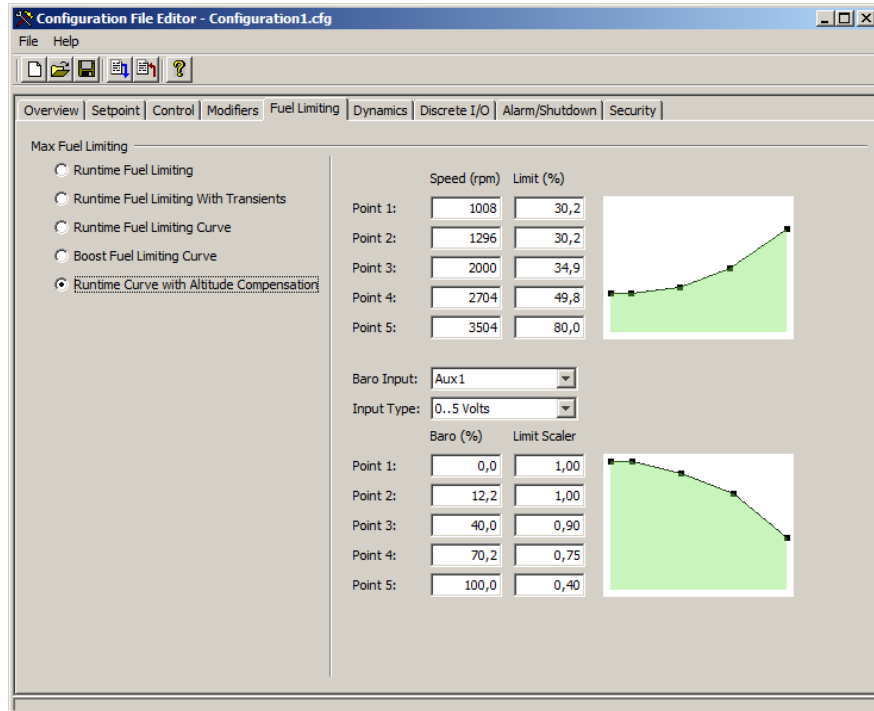 Configuration File Editor - Configuration1.cfg
File Help
Overview Setpoint Control Modifiers Fuel Limiting Dynamics Discrete I/O Alarm/Shutdown Security
Max Fuel Limiting
Runtime Fuel Limiting
Runtime Fuel Limiting With Transients
Runtime Fuel Limiting Curve
Boost Fuel Limiting Curve
Runtime Curve with Altitude Compensation
Speed (rpm) Limit (%)
Point 1: 1008 30,2
Point 2: 1296 30,2
Point 3: 2000 34,9
Point 4: 2704 49,8
Point 5: 3504 80,0
Baro Input: Aux1
Input Type: 0..5 Volts
Baro (%) Limit Scaler
Point 1: 0,0 1,00
Point 2: 12,2 1,00
Point 3: 40,0 0,90
Point 4: 70,2 0,75
Point 5: 100,0 0,40